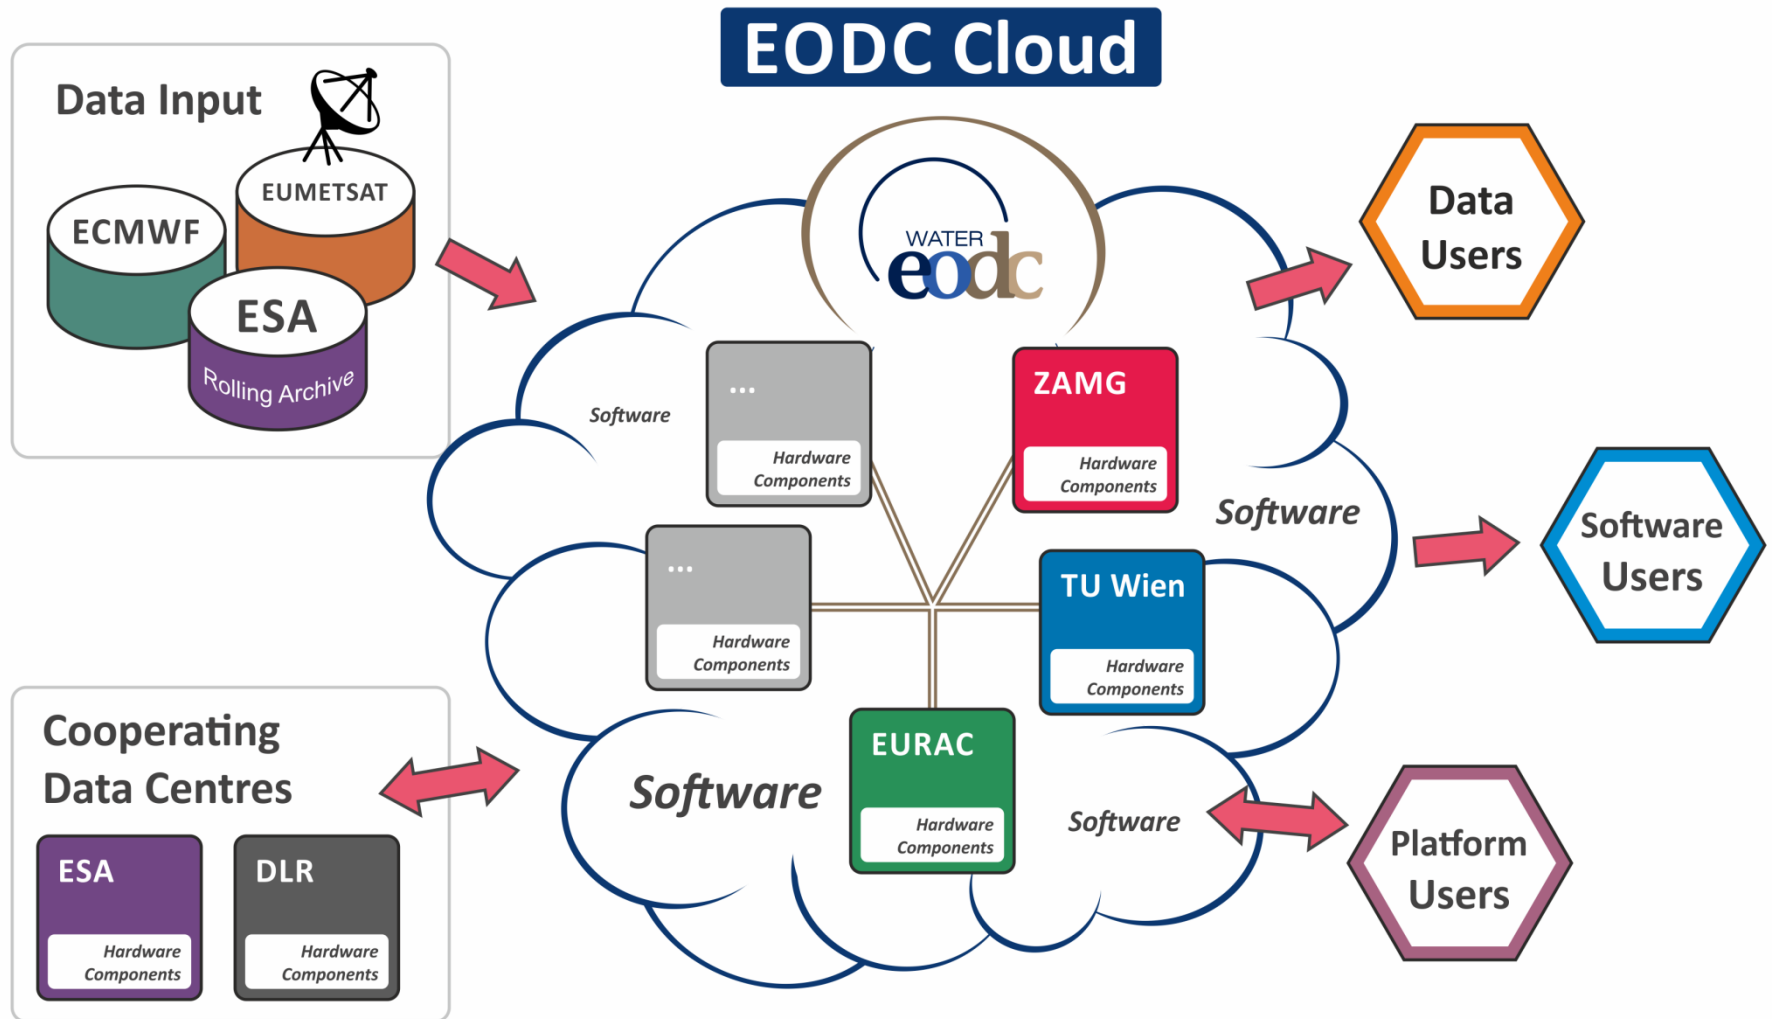 EODC Cloud
Data Input
EUMETSAT
ECMWF
ESA
Rolling Archive
WATER
eodc
Data
Users
...
Hardware
Components
ZAMG
Hardware
Components
Software
Software
Software
Users
...
Hardware
Components
TU Wien
Hardware
Components
Cooperating
Data Centres
ESA
Hardware
Components
DLR
Hardware
Components
Software
EURAC
Hardware
Components
Software
Platform
Users